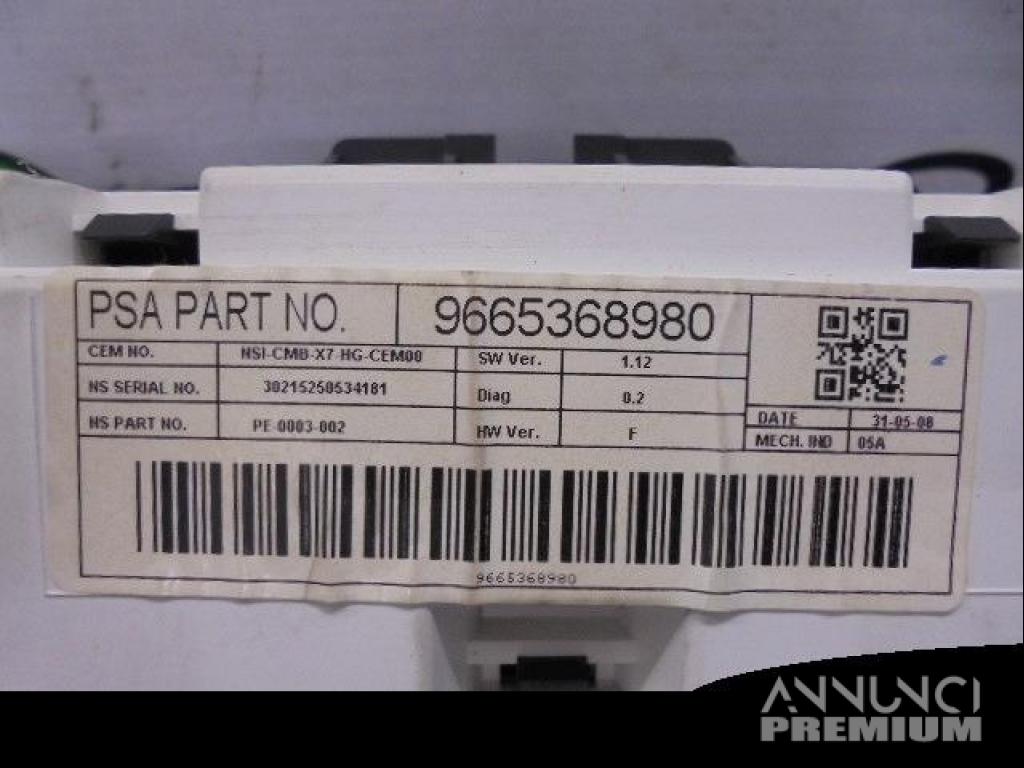 PSA PART NO. 9665368980
CEM NO. NSI-CMB-X7-HG-CEM00 SW Ver. 1.12
NS SERIAL NO. 30215250534181 Diag 0.2
NS PART NO. PE-0003-002 HW Ver. F
DATE 31-05-08
MECH. IND 05A
9665368980
ANNUNCI
PREMIUM